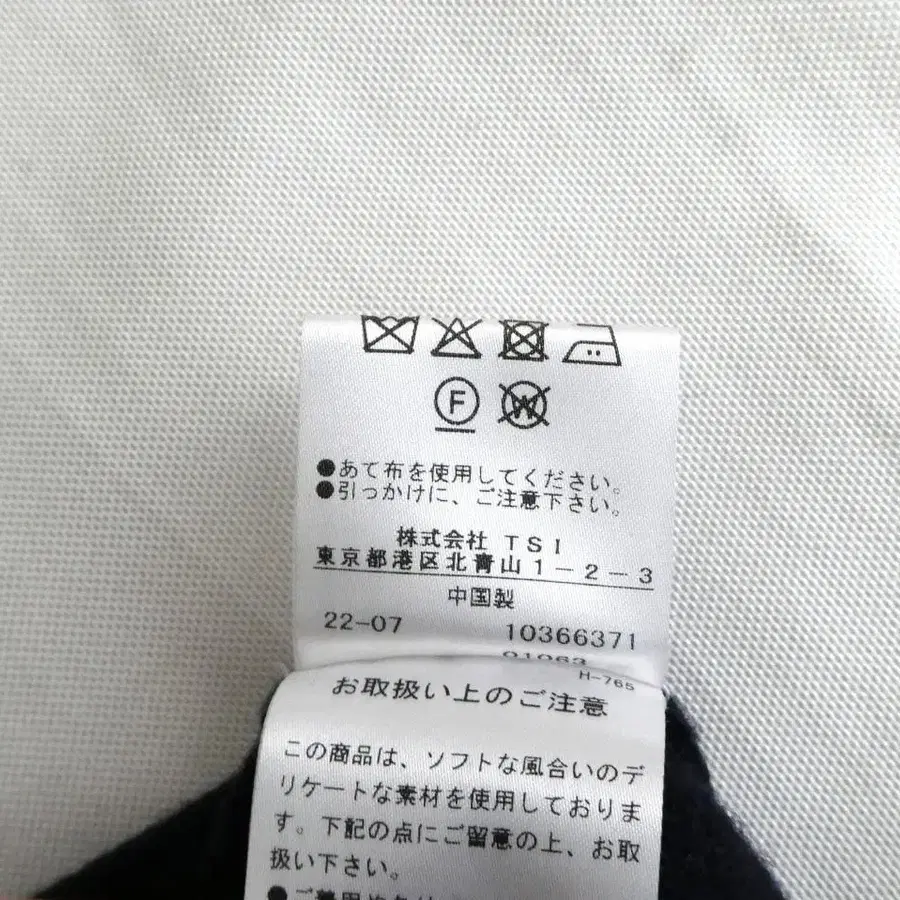 F W
●あて布を使用してください。
●引っかけに、ご注意下さい。
株式会社 TSI
東京都港区北青山1-2-3
中国製
22-07 10366371
H-765
お取扱い上のご注意
この商品は、ソフトな風合いのデ
リケートな素材を使用しておりま
す。下記の点にご留意の上、お取
扱い下さい。